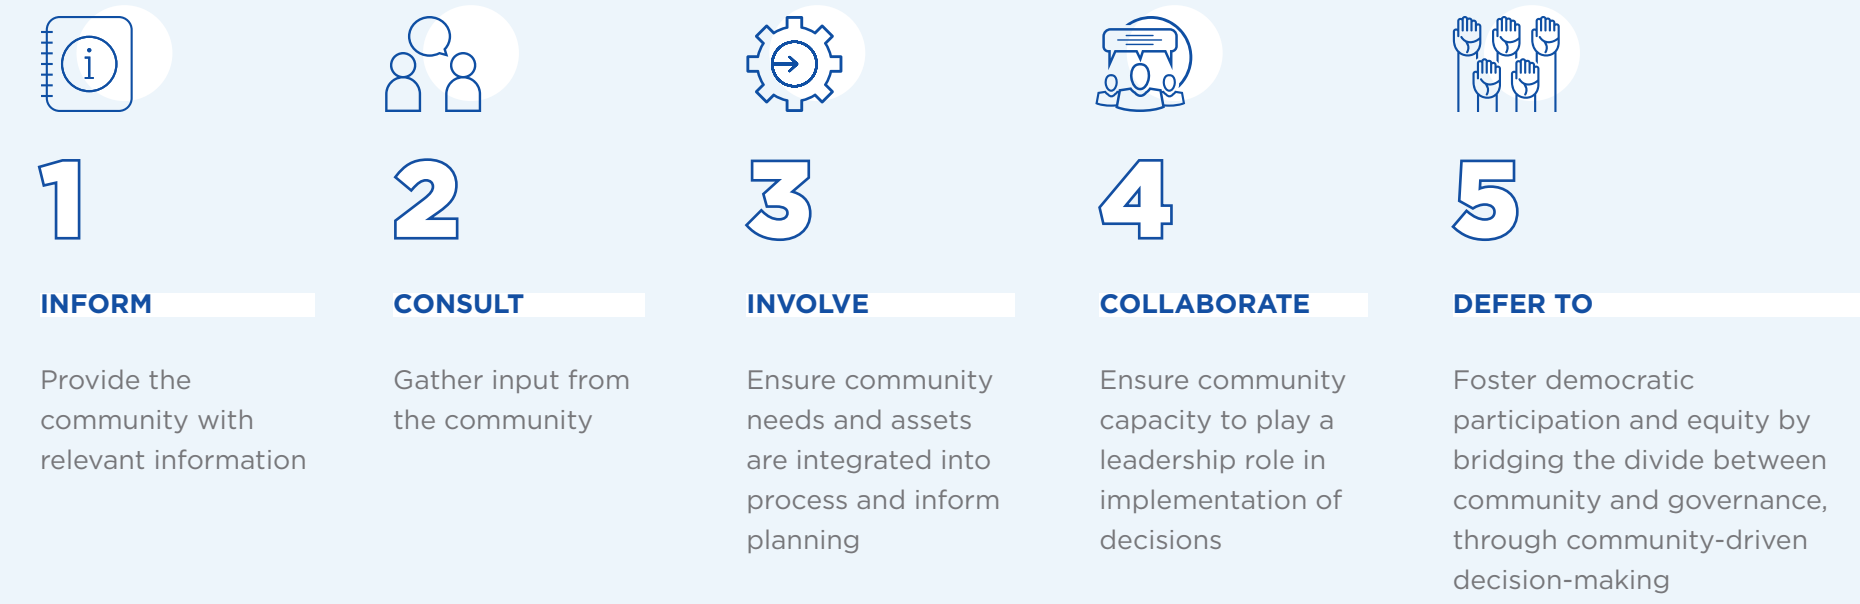 i
1
INFORM
Provide the
community with
relevant information
2
CONSULT
Gather input from
the community
3
INVOLVE
Ensure community
needs and assets
are integrated into
process and inform
planning
4
COLLABORATE
Ensure community
capacity to play a
leadership role in
implementation of
decisions
5
DEFER TO
Foster democratic
participation and equity by
bridging the divide between
community and governance,
through community-driven
decision-making